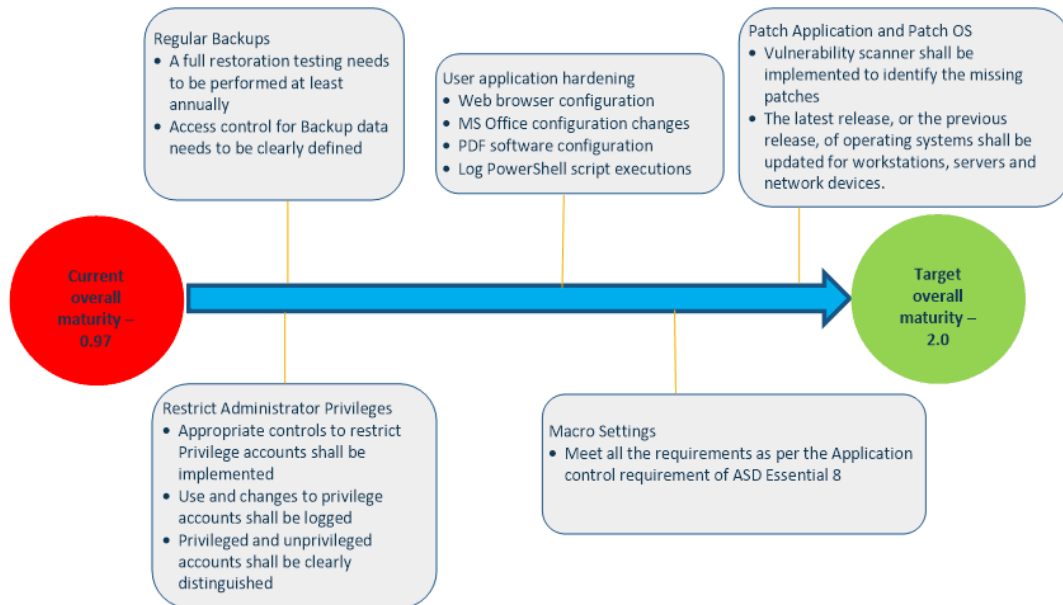 Regular Backups
• A full restoration testing needs
to be performed at least
annually
• Access control for Backup data
needs to be clearly defined
User application hardening
• Web browser configuration
• MS Office configuration changes
• PDF software configuration
• Log PowerShell script executions
Patch Application and Patch OS
• Vulnerability scanner shall be
implemented to identify the missing
patches
• The latest release, or the previous
release, of operating systems shall be
updated for workstations, servers and
network devices.
Current
overall
maturity –
0.97
Target
overall
maturity –
2.0
Restrict Administrator Privileges
• Appropriate controls to restrict
Privilege accounts shall be
implemented
• Use and changes to privilege
accounts shall be logged
• Privileged and unprivileged
accounts shall be clearly
distinguished
Macro Settings
• Meet all the requirements as per the Application
control requirement of ASD Essential 8